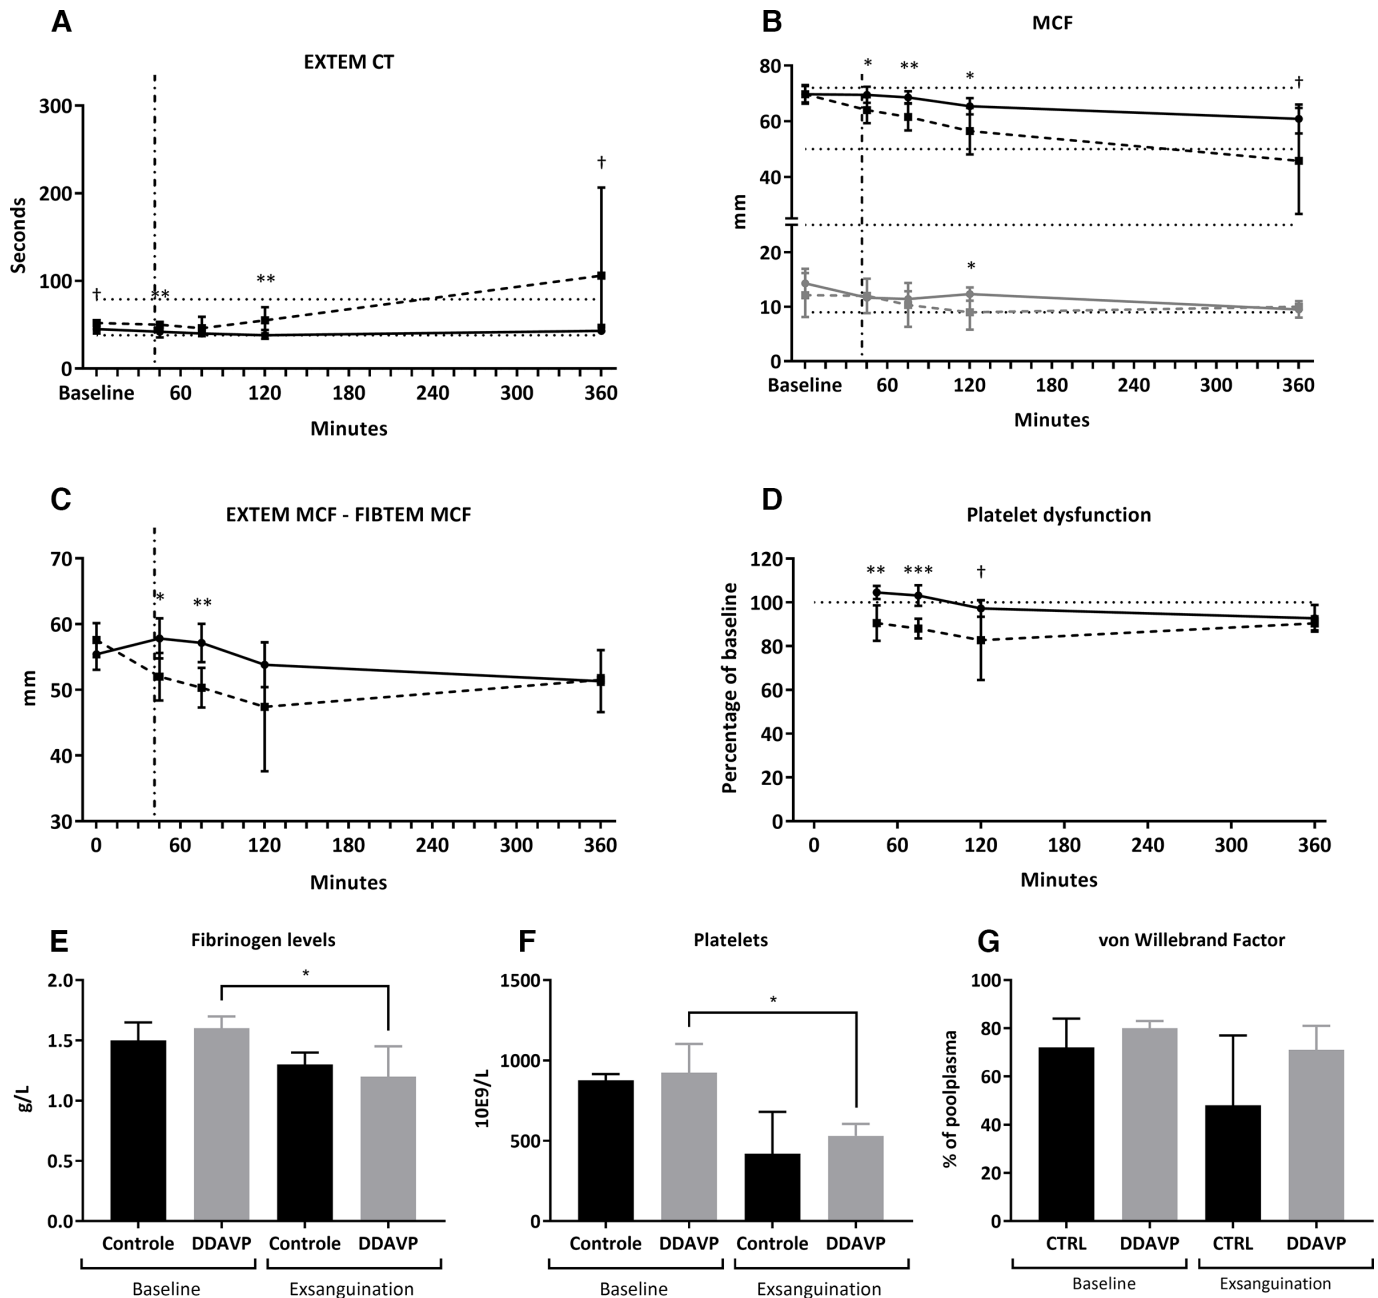 A
EXTEM CT
Seconds
300
200
100
0
†
**
**
†
Baseline 60 120 180 240 300 360
Minutes
B
MCF
mm
80
60
40
20
10
0
* ** * †
*
Baseline 60 120 180 240 300 360
Minutes
C
EXTEM MCF - FIBTEM MCF
mm
70
60
50
40
30
* **
0 60 120 180 240 300 360
Minutes
D
Platelet dysfunction
Percentage of baseline
120
100
80
60
40
20
0
** *** †
0 60 120 180 240 300 360
Minutes
E
Fibrinogen levels
g/L
2.0
1.5
1.0
0.5
0.0
*
Controle DDAVP Controle DDAVP
Baseline Exsanguination
F
Platelets
10E9/L
1500
1000
500
0
*
Controle DDAVP Controle DDAVP
Baseline Exsanguination
G
von Willebrand Factor
% of poolplasma
100
80
60
40
20
0
CTRL DDAVP CTRL DDAVP
Baseline Exsanguination